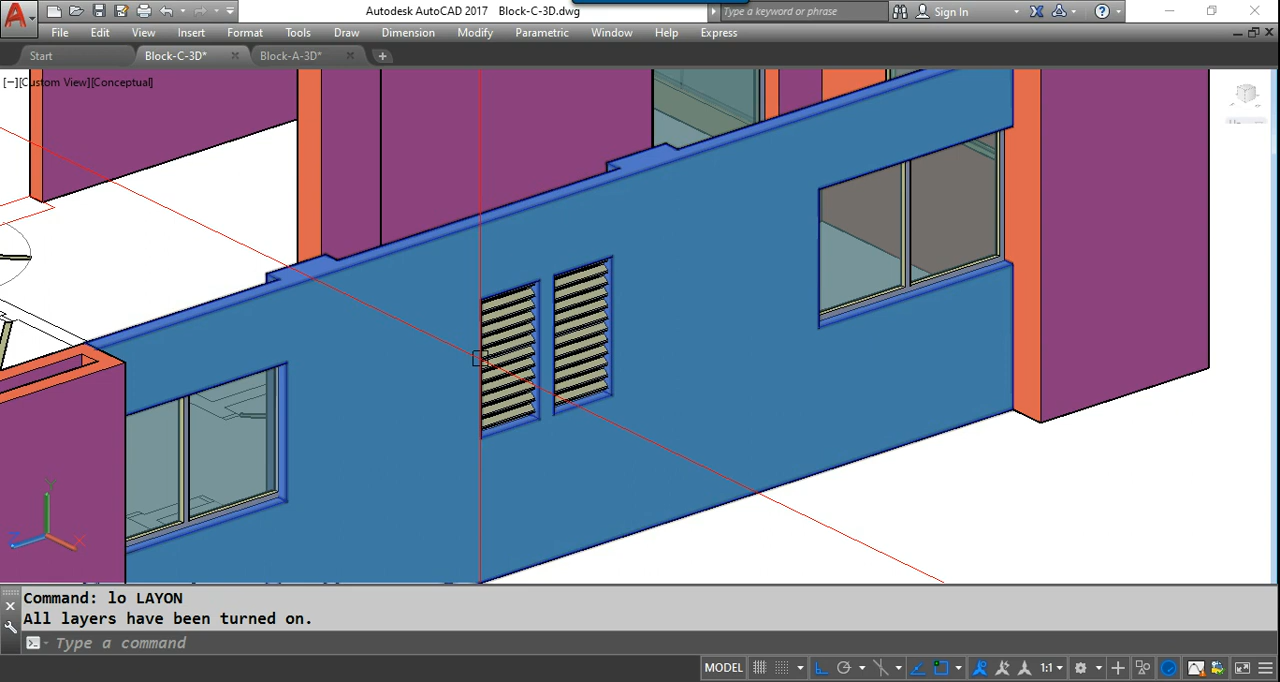 Autodesk AutoCAD 2017 Block-C-3D.dwg
Type a keyword or phrase
Sign In
File Edit View Insert Format Tools Draw Dimension Modify Parametric Window Help Express
Start Block-C-3D* Block-A-3D*
[−][Custom View][Conceptual]
Y
X
Z
Command: lo LAYON
All layers have been turned on.
Type a command
MODEL 1:1